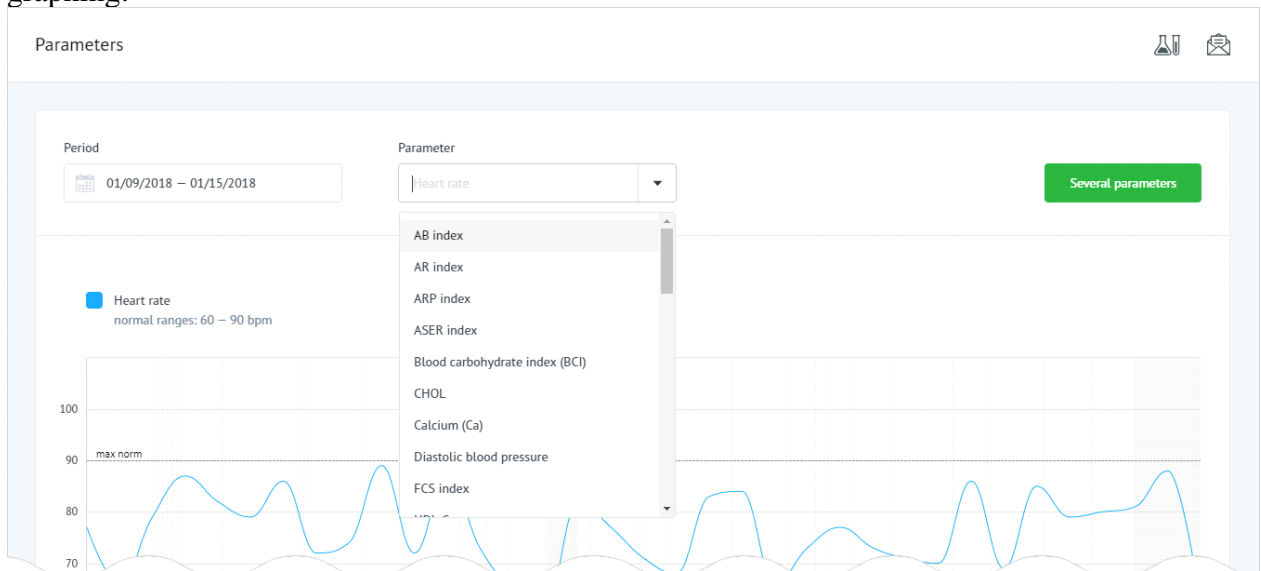 Parameters
Period
Parameter
01/09/2018 — 01/15/2018
Heart rate
Several parameters
AB index
AR index
ARP index
ASER index
Blood carbohydrate index (BCI)
CHOL
Calcium (Ca)
Diastolic blood pressure
FCS index
Heart rate
normal ranges: 60 — 90 bpm
100
90
max norm
80
70